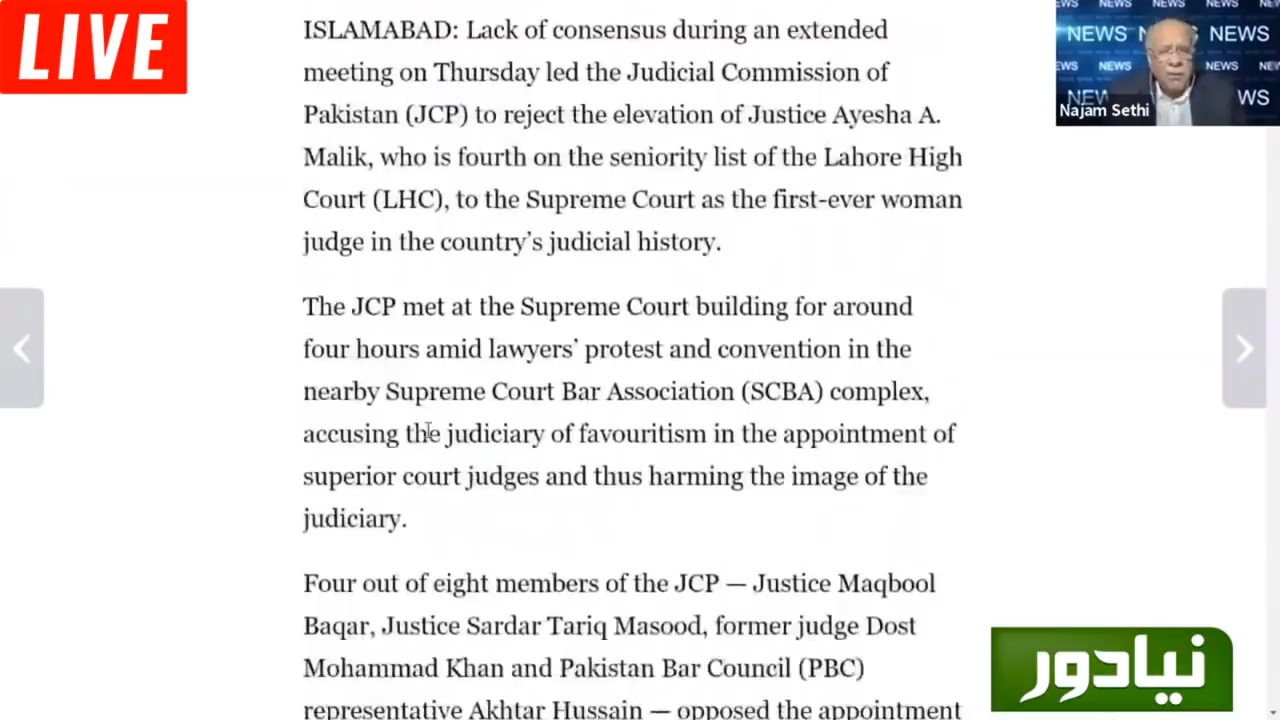 LIVE
ISLAMABAD: Lack of consensus during an extended
meeting on Thursday led the Judicial Commission of
Pakistan (JCP) to reject the elevation of Justice Ayesha A.
Malik, who is fourth on the seniority list of the Lahore High
Court (LHC), to the Supreme Court as the first-ever woman
judge in the country's judicial history.
The JCP met at the Supreme Court building for around
four hours amid lawyers' protest and convention in the
nearby Supreme Court Bar Association (SCBA) complex,
accusing the judiciary of favouritism in the appointment of
superior court judges and thus harming the image of the
judiciary.
Four out of eight members of the JCP — Justice Maqbool
Baqar, Justice Sardar Tariq Masood, former judge Dost
Mohammad Khan and Pakistan Bar Council (PBC)
representative Akhtar Hussain — opposed the appointment
NEWS NEWS NEWS
NEWS NEWS
NEWS NEWS
Najam Sethi
نیادور